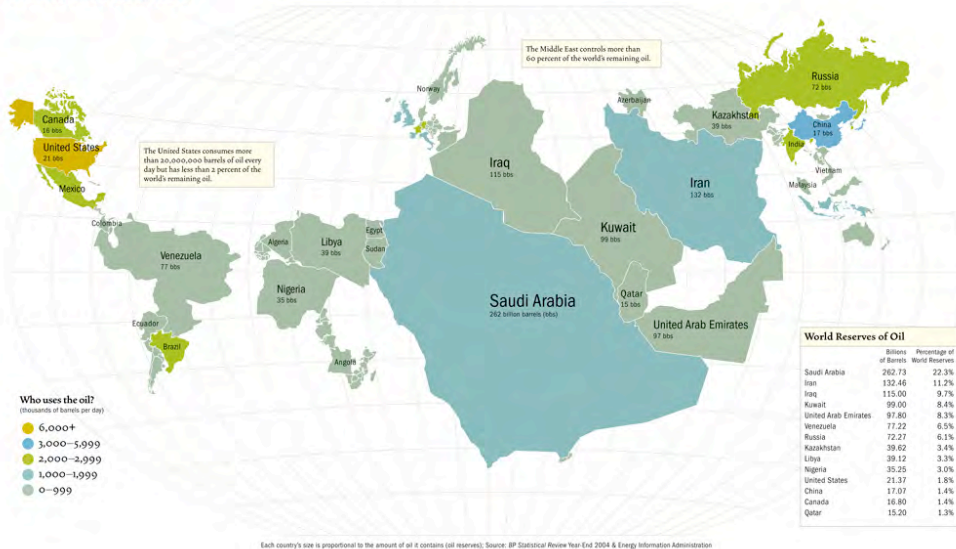 The Middle East controls more than
60 percent of the world's remaining oil.
Norway
Azerbaijan
Russia
72 bbs
Canada
16 bbs
United States
21 bbs
Mexico
The United States consumes more
than 20,000,000 barrels of oil every
day but has less than 2 percent of the
world's remaining oil.
Kazakhstan
39 bbs
China
17 bbs
India
Vietnam
Malaysia
Iraq
115 bbs
Iran
132 bbs
Kuwait
99 bbs
Colombia
Venezuela
77 bbs
Algeria
Libya
39 bbs
Egypt
Sudan
Nigeria
35 bbs
Saudi Arabia
262 billion barrels (bbs)
Qatar
15 bbs
United Arab Emirates
97 bbs
Ecuador
Brazil
Angola
Who uses the oil?
(thousands of barrels per day)
6,000+
3,000–5,999
2,000–2,999
1,000–1,999
0–999
World Reserves of Oil
Billions Percentage of
of Barrels World Reserves
Saudi Arabia 262.73 22.3%
Iran 132.46 11.2%
Iraq 115.00 9.7%
Kuwait 99.00 8.4%
United Arab Emirates 97.80 8.3%
Venezuela 77.22 6.5%
Russia 72.27 6.1%
Kazakhstan 39.62 3.4%
Libya 39.12 3.3%
Nigeria 35.25 3.0%
United States 21.37 1.8%
China 17.07 1.4%
Canada 16.80 1.4%
Qatar 15.20 1.3%
Each country's size is proportional to the amount of oil it contains (oil reserves); Source: BP Statistical Review Year-End 2004 & Energy Information Administration